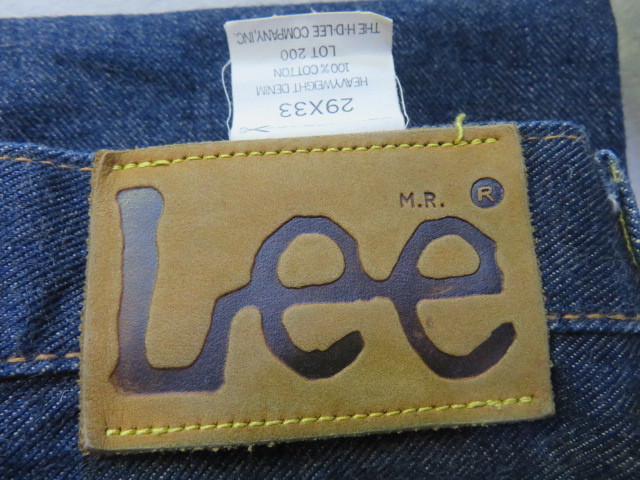 THE H·D·LEE COMPANY,INC.
LOT 200
100% COTTON
HEAVYWEIGHT DENIM
29X33
M.R. ®
Lee